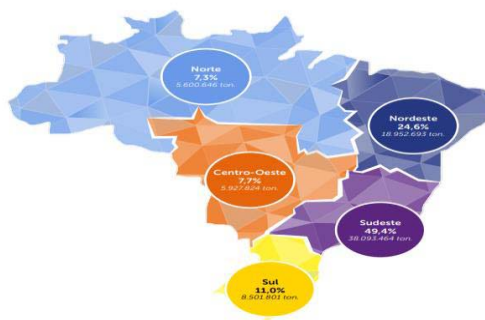 Norte
7,3%
5.600.646 ton.
Nordeste
24,6%
18.952.693 ton.
Centro-Oeste
7,7%
5.927.824 ton.
Sudeste
49,4%
38.093.464 ton.
Sul
11,0%
8.501.801 ton.